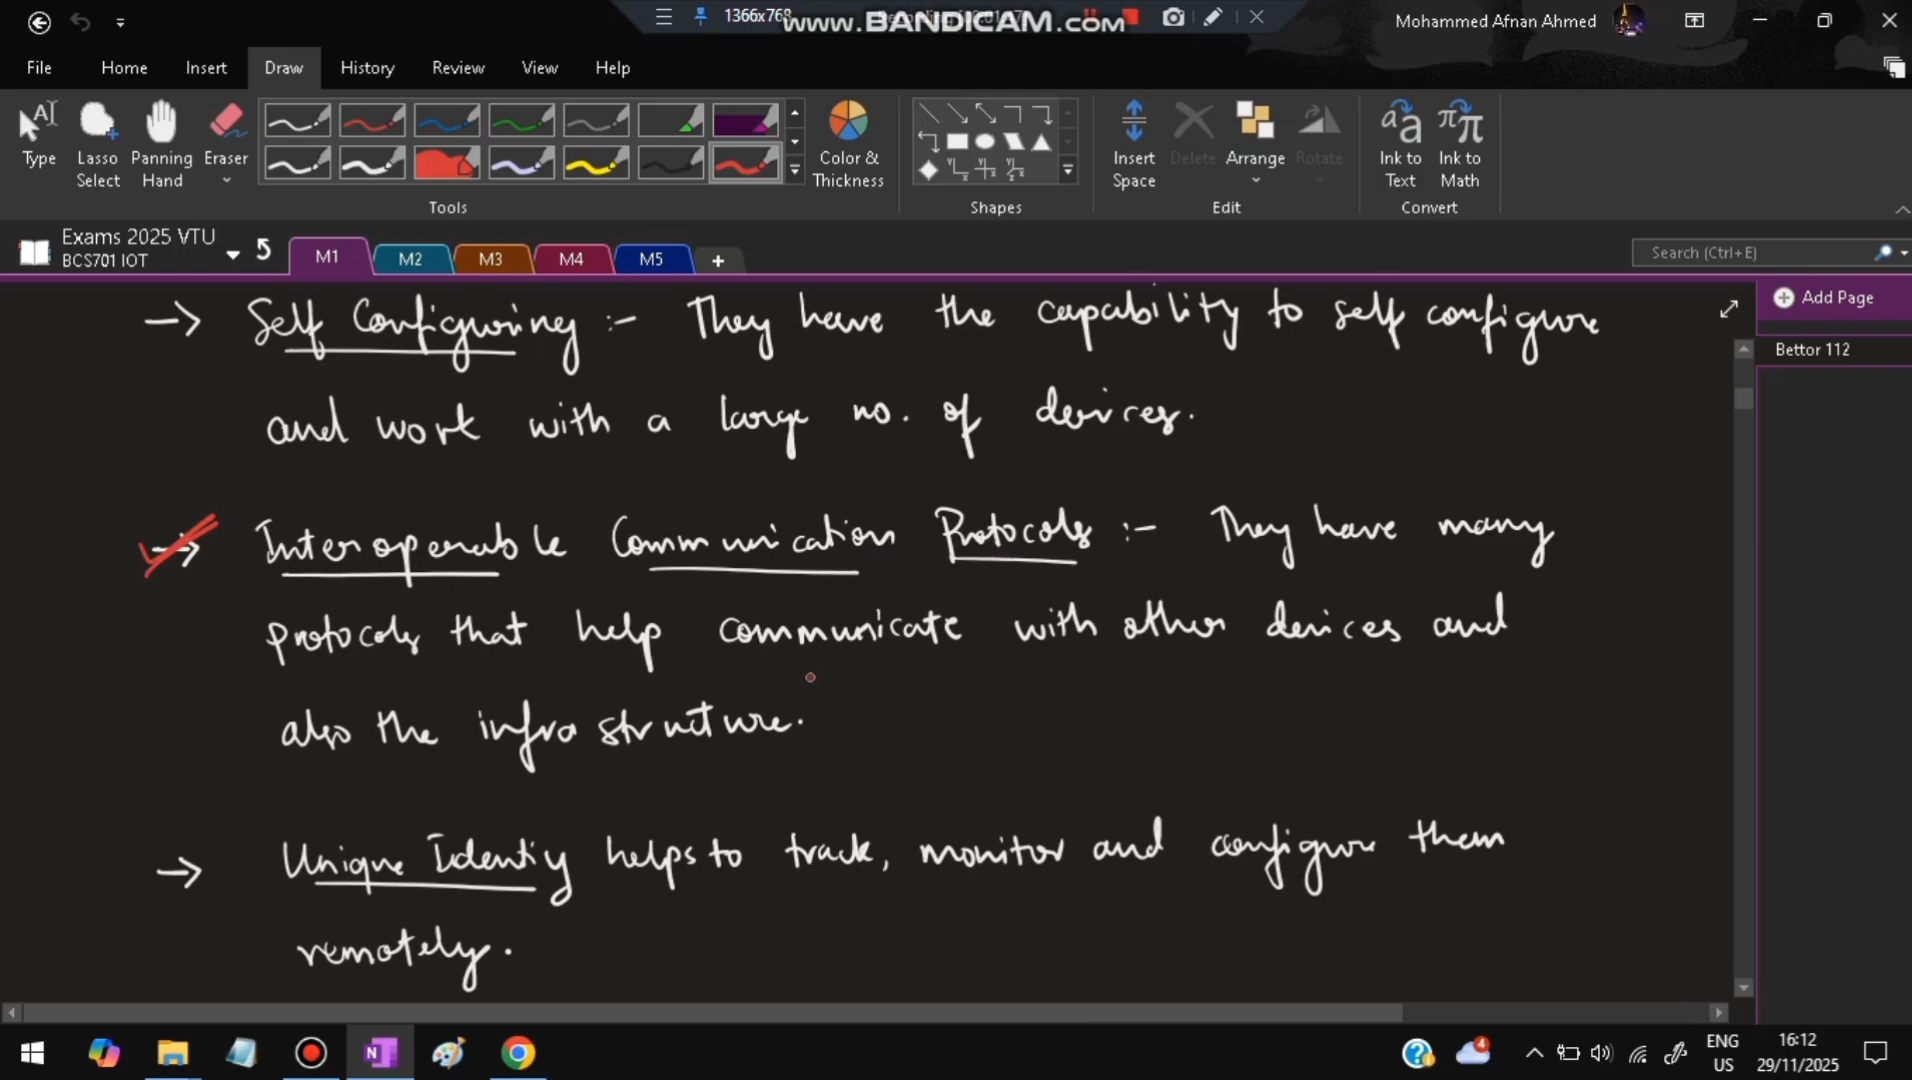 1366x768
www.BANDICAM.com
Mohammed Afnan Ahmed
File Home Insert Draw History Review View Help
Type
Lasso Select
Panning Hand
Eraser
Color & Thickness
Insert Space
Delete
Arrange
Rotate
Ink to Text
Ink to Math
Tools
Shapes
Edit
Convert
Exams 2025 VTU
BCS701 IOT
M1 M2 M3 M4 M5 +
Search (Ctrl+E)
Add Page
Bettor 112
→ Self Configuring :- They have the capability to self configure
and work with a large no. of devices.
→ Interoperable Communication Protocols :- They have many
protocols that help communicate with other devices and
also the infrastructure.
→ Unique Identiy helps to track, monitor and configure them
remotely.
4
ENG
US
16:12
29/11/2025